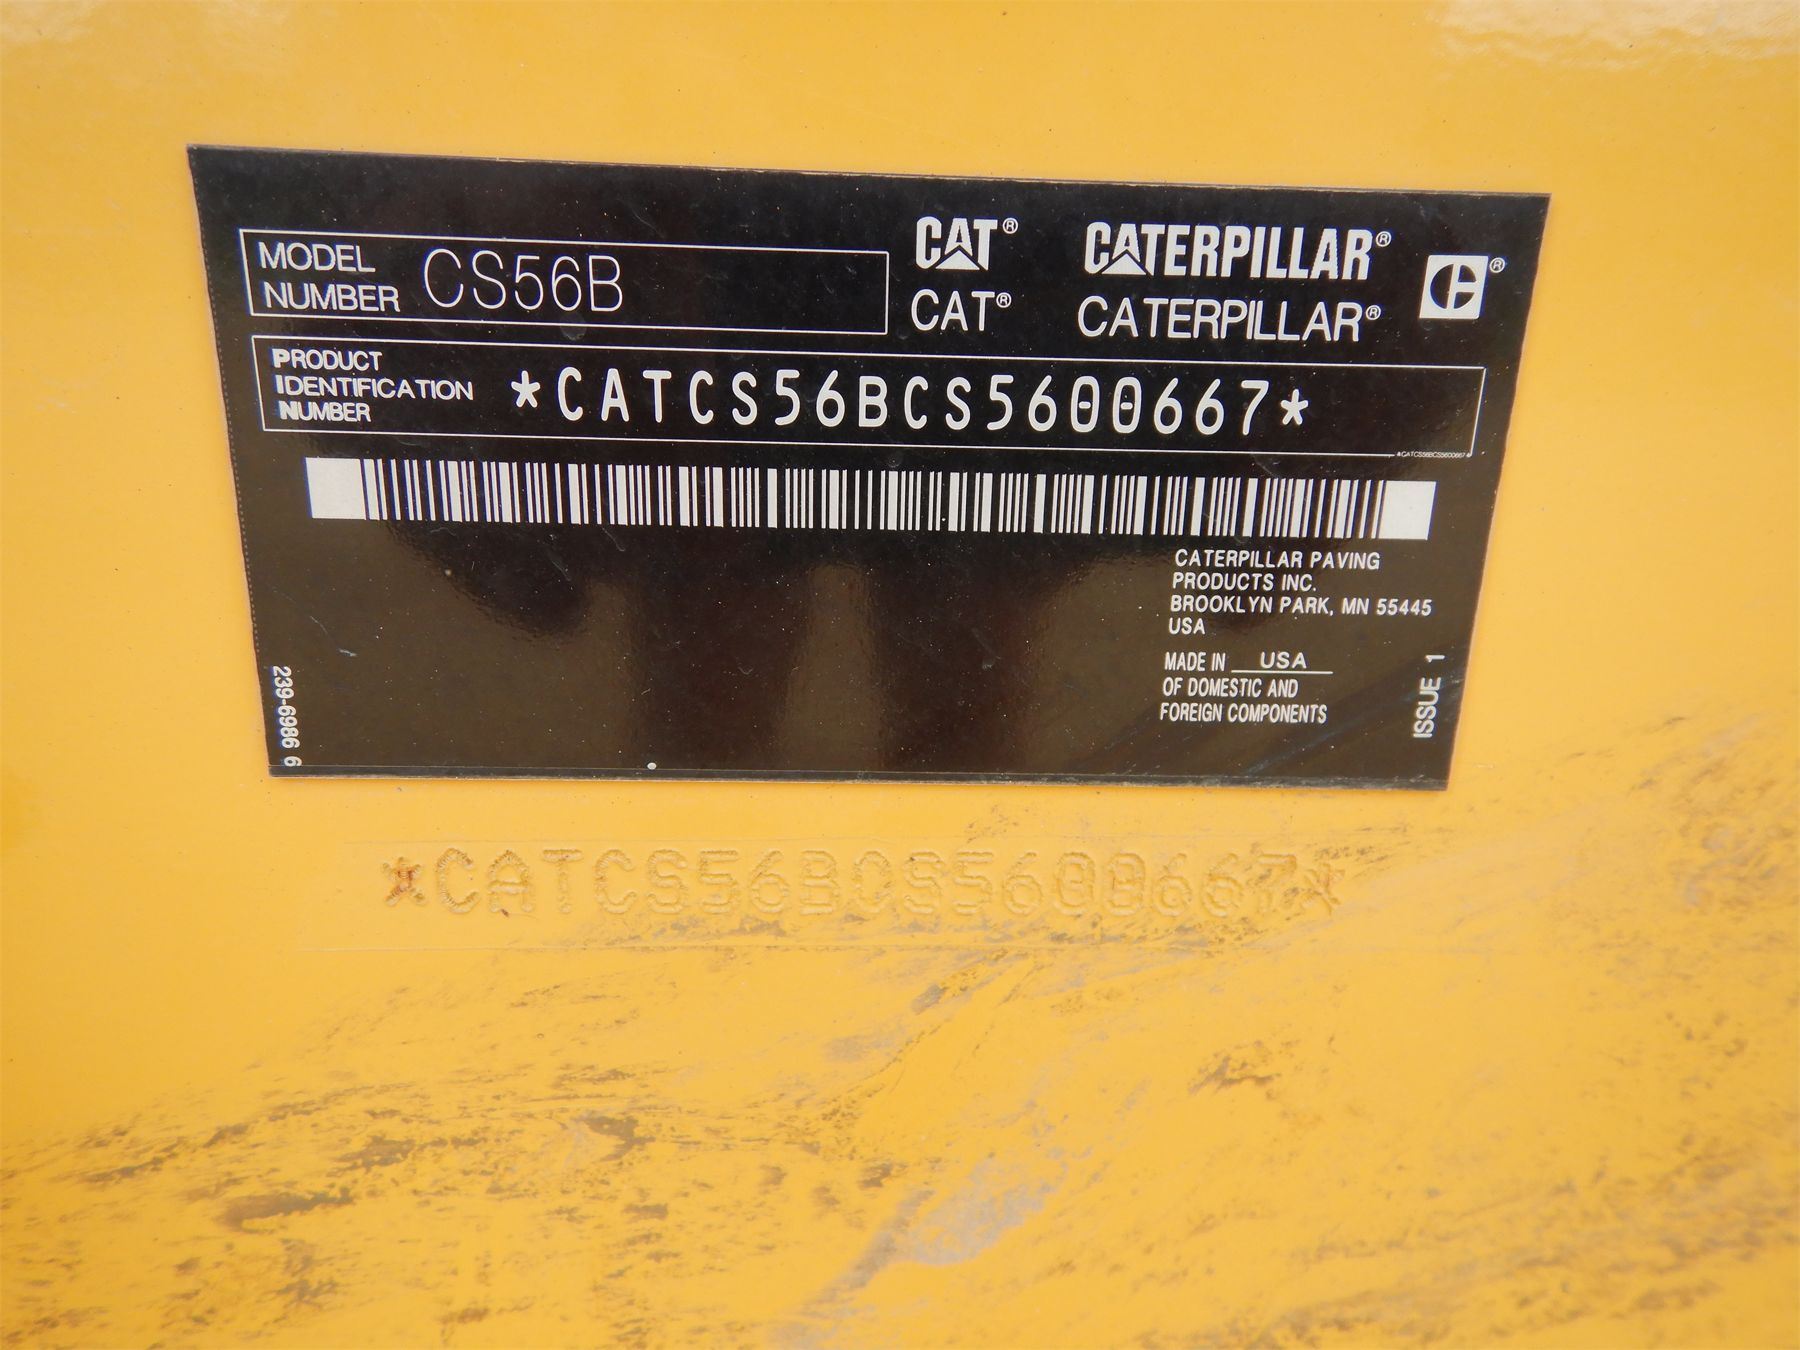 MODEL NUMBER CS56B
CAT® CATERPILLAR®
CAT® CATERPILLAR®
PRODUCT IDENTIFICATION NUMBER *CATCS56BCS5600667*
*CATCS56BCS5600667*
CATERPILLAR PAVING
PRODUCTS INC.
BROOKLYN PARK, MN 55445
USA
MADE IN USA
OF DOMESTIC AND
FOREIGN COMPONENTS
239-6986 6
ISSUE 1
*CATCS56BCS5600667*